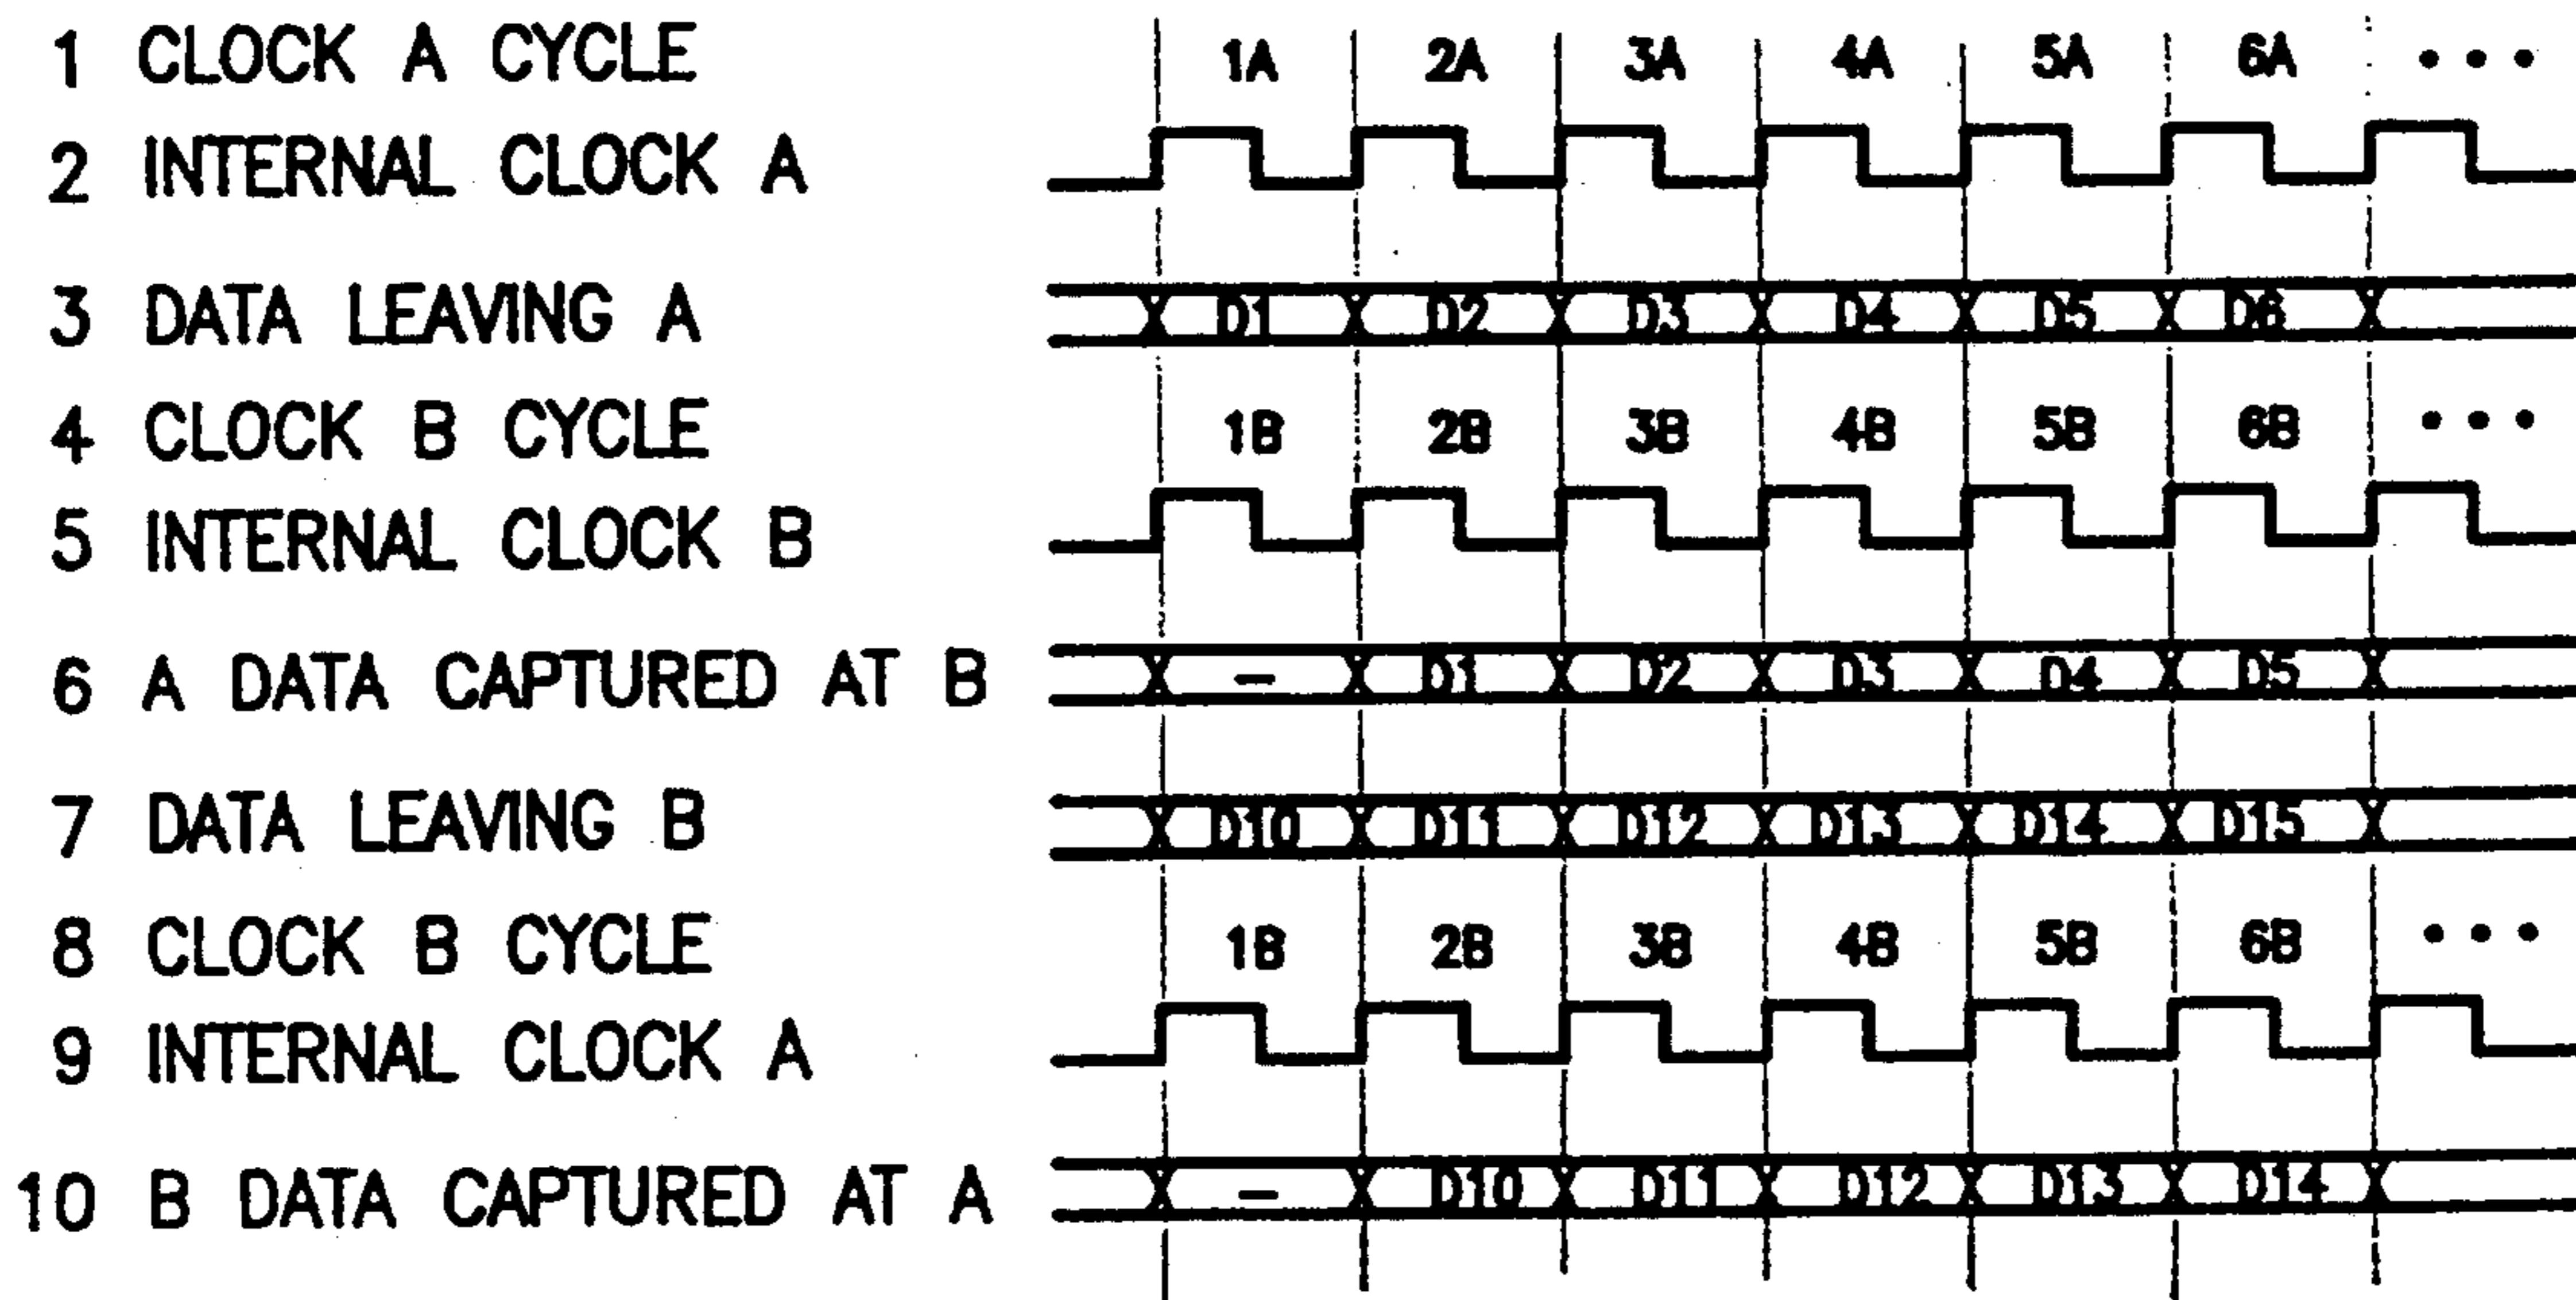 1 CLOCK A CYCLE 1A 2A 3A 4A 5A 6A • • •
2 INTERNAL CLOCK A
3 DATA LEAVING A D1 D2 D3 D4 D5 D6
4 CLOCK B CYCLE 1B 2B 3B 4B 5B 6B • • •
5 INTERNAL CLOCK B
6 A DATA CAPTURED AT B – D1 D2 D3 D4 D5
7 DATA LEAVING B D10 D11 D12 D13 D14 D15
8 CLOCK B CYCLE 1B 2B 3B 4B 5B 6B • • •
9 INTERNAL CLOCK A
10 B DATA CAPTURED AT A – D10 D11 D12 D13 D14